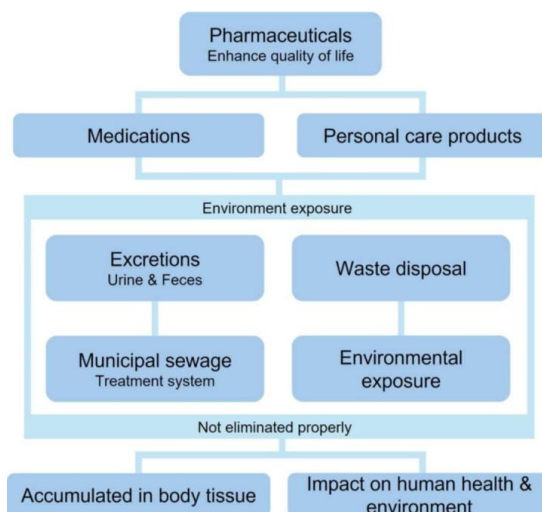 Pharmaceuticals
Enhance quality of life
Medications
Personal care products
Environment exposure
Excretions
Urine & Feces
Waste disposal
Municipal sewage
Treatment system
Environmental
exposure
Not eliminated properly
Accumulated in body tissue
Impact on human health &
environment